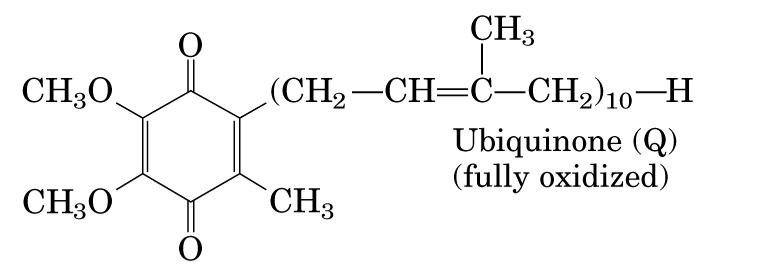 CH₃
O
CH₃O
(CH₂—CH=C—CH₂)₁₀—H
Ubiquinone (Q)
(fully oxidized)
CH₃O
CH₃
O